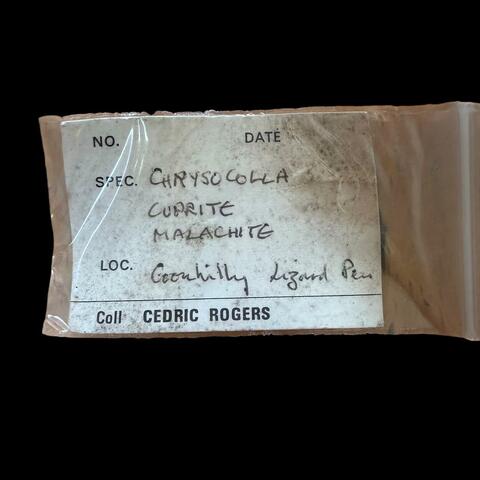 NO. DATE
SPEC. CHRYSOCOLLA
CUPRITE
MALACHITE
LOC. Goonhilly Lizard Pen
Coll CEDRIC ROGERS